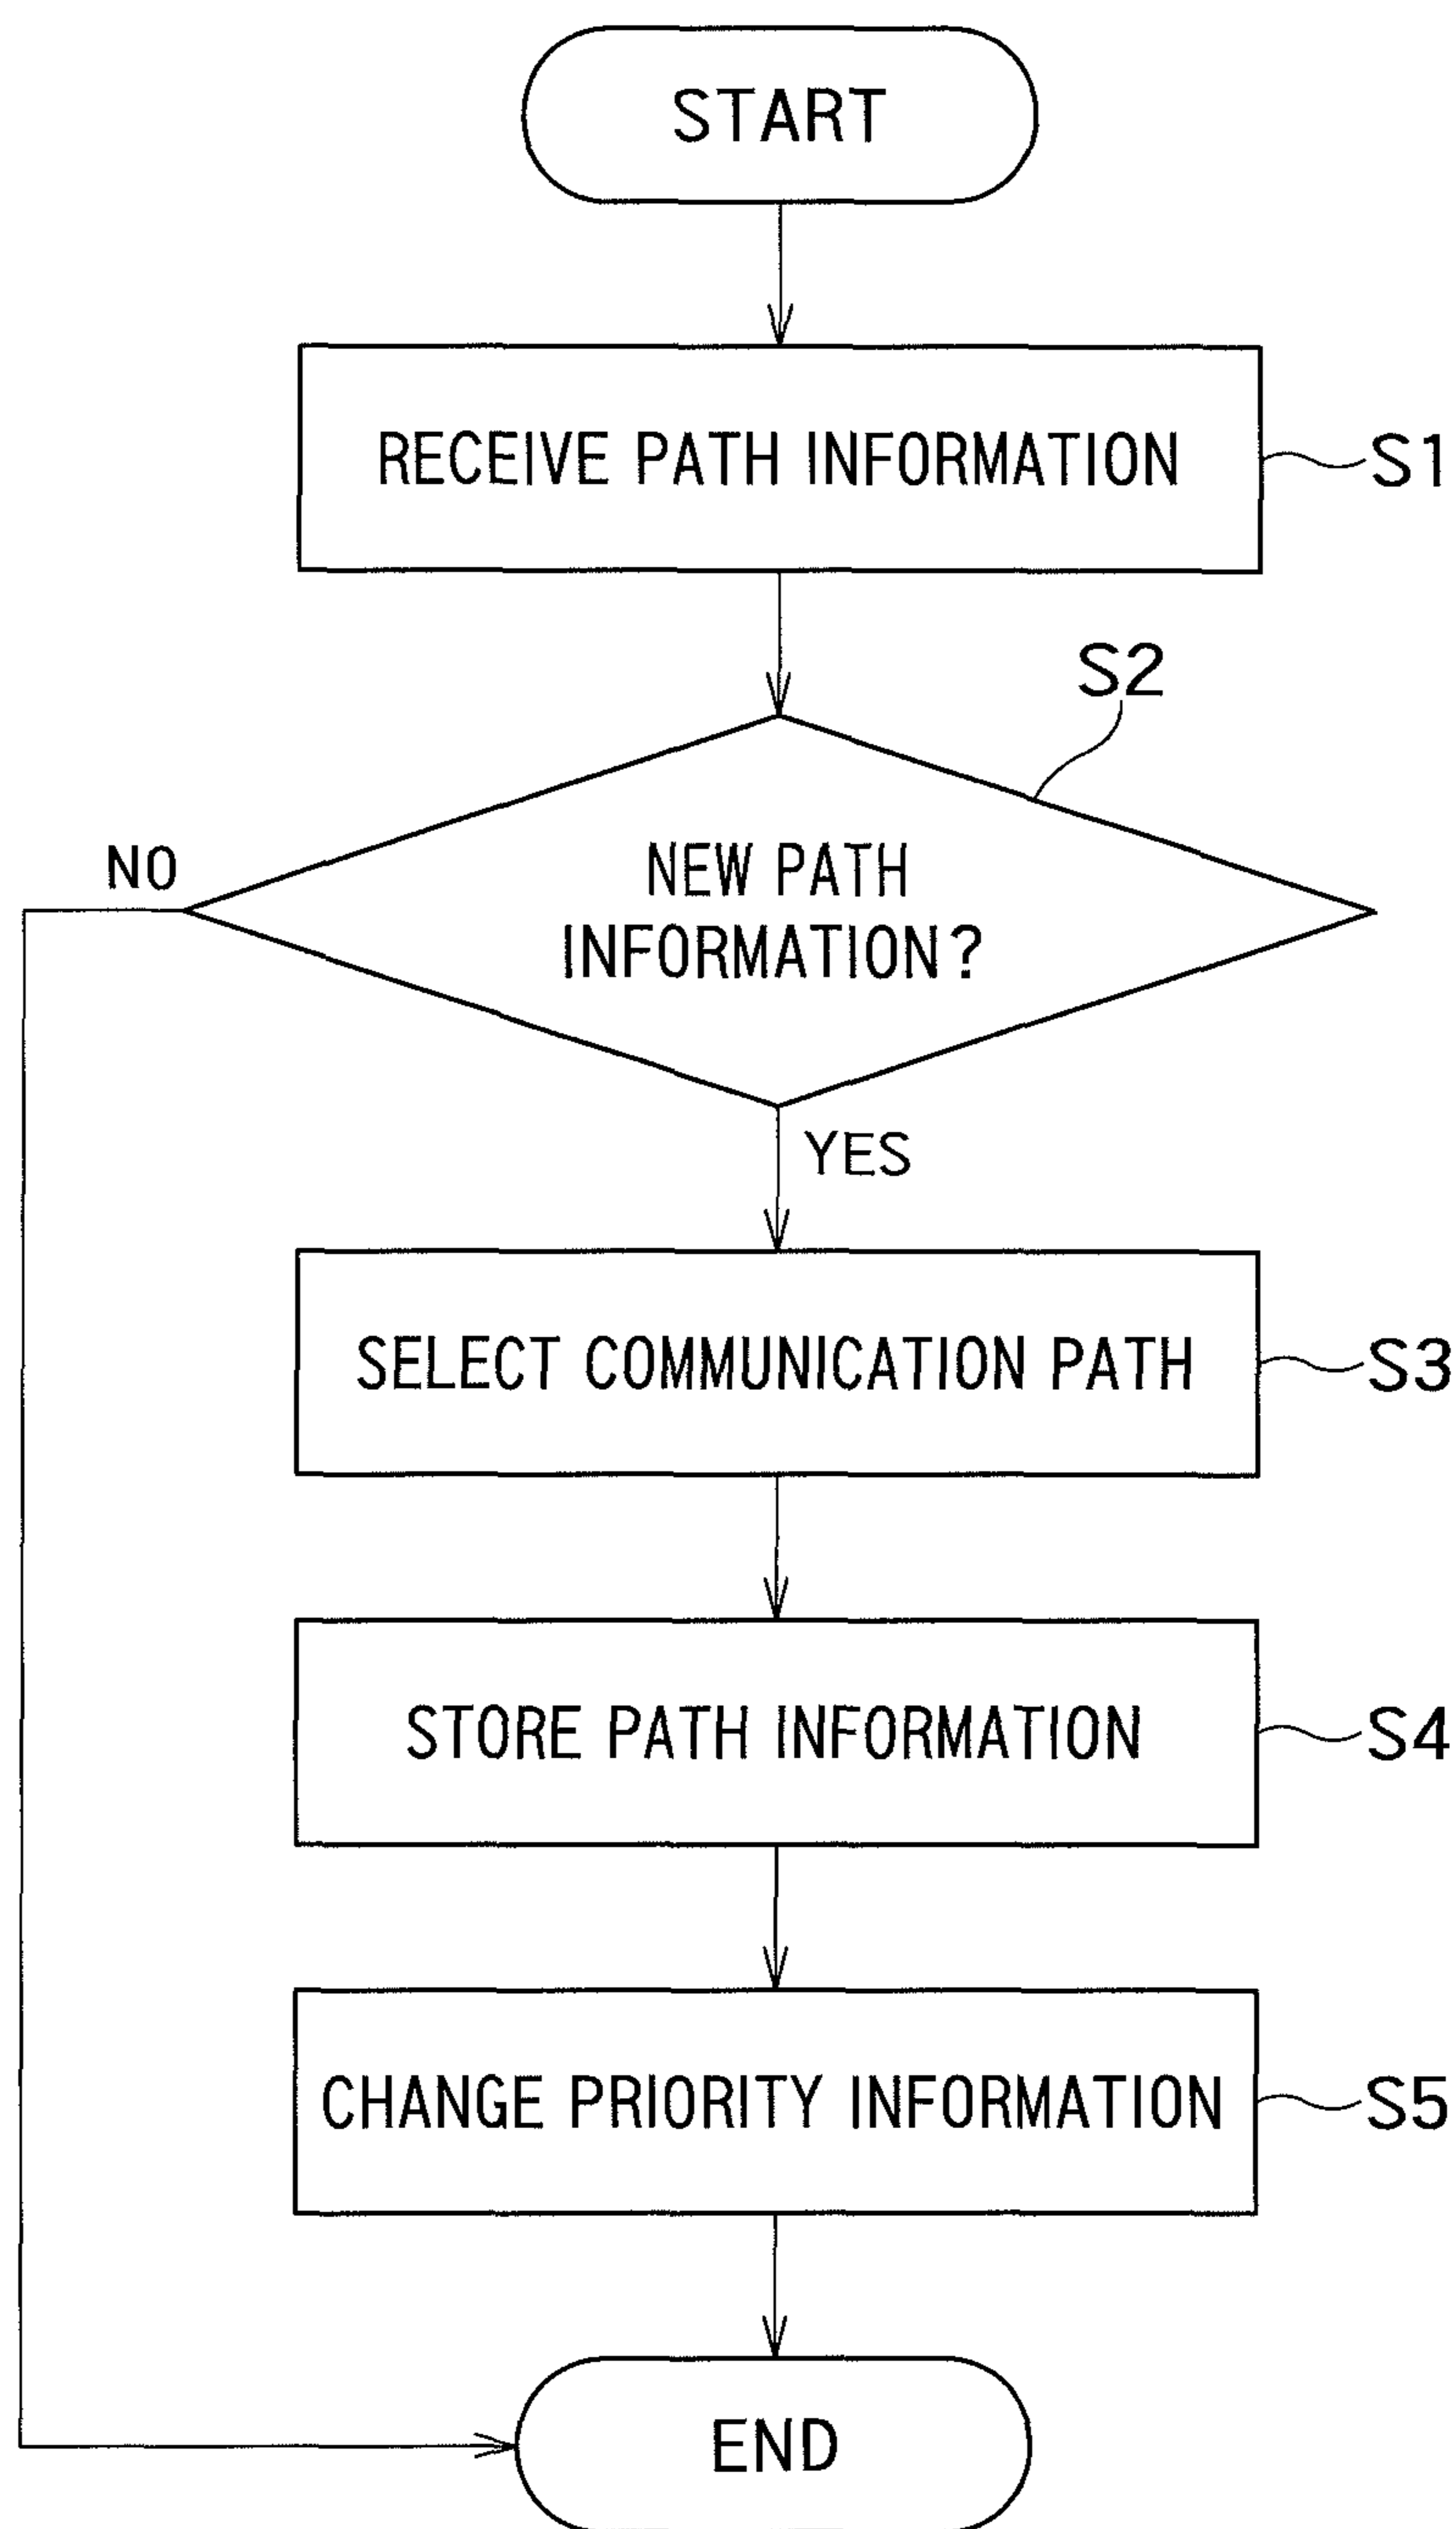 START
RECEIVE PATH INFORMATION
S1
S2
NEW PATH
INFORMATION?
NO
YES
SELECT COMMUNICATION PATH
S3
STORE PATH INFORMATION
S4
CHANGE PRIORITY INFORMATION
S5
END